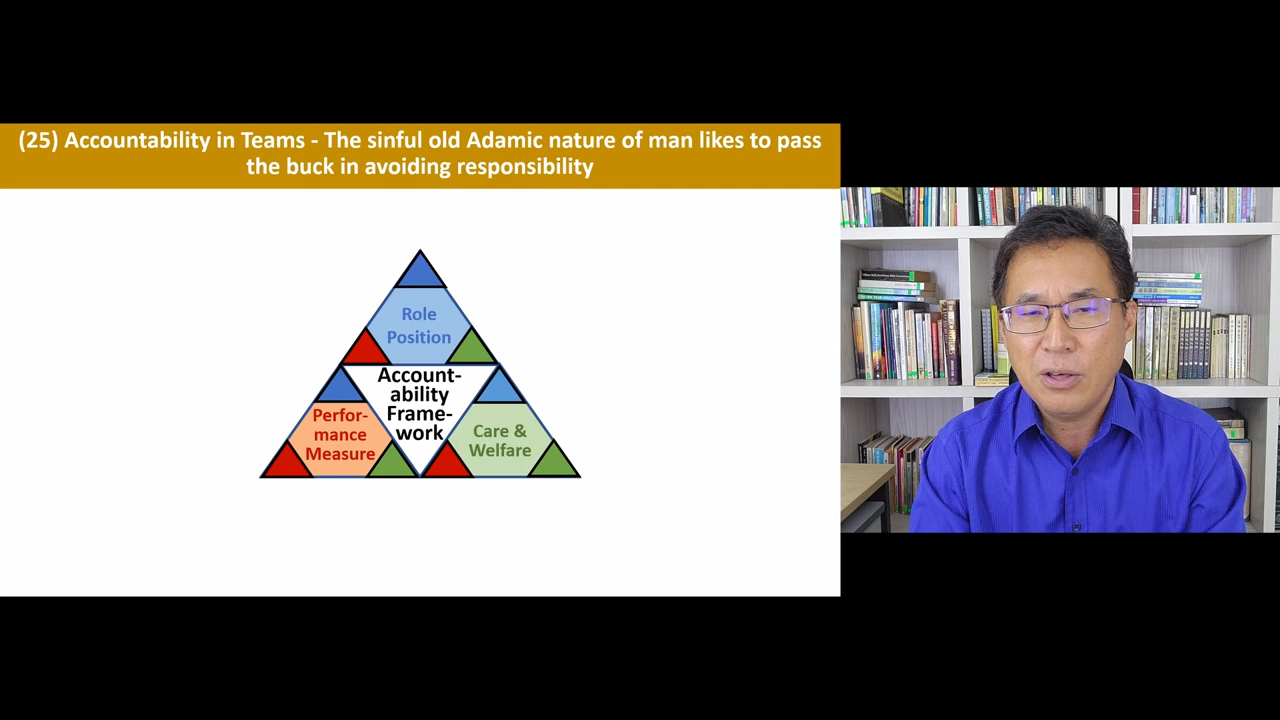 (25) Accountability in Teams - The sinful old Adamic nature of man likes to pass
the buck in avoiding responsibility
Role
Position
Account-
ability
Frame-
work
Perfor-
mance
Measure
Care &
Welfare